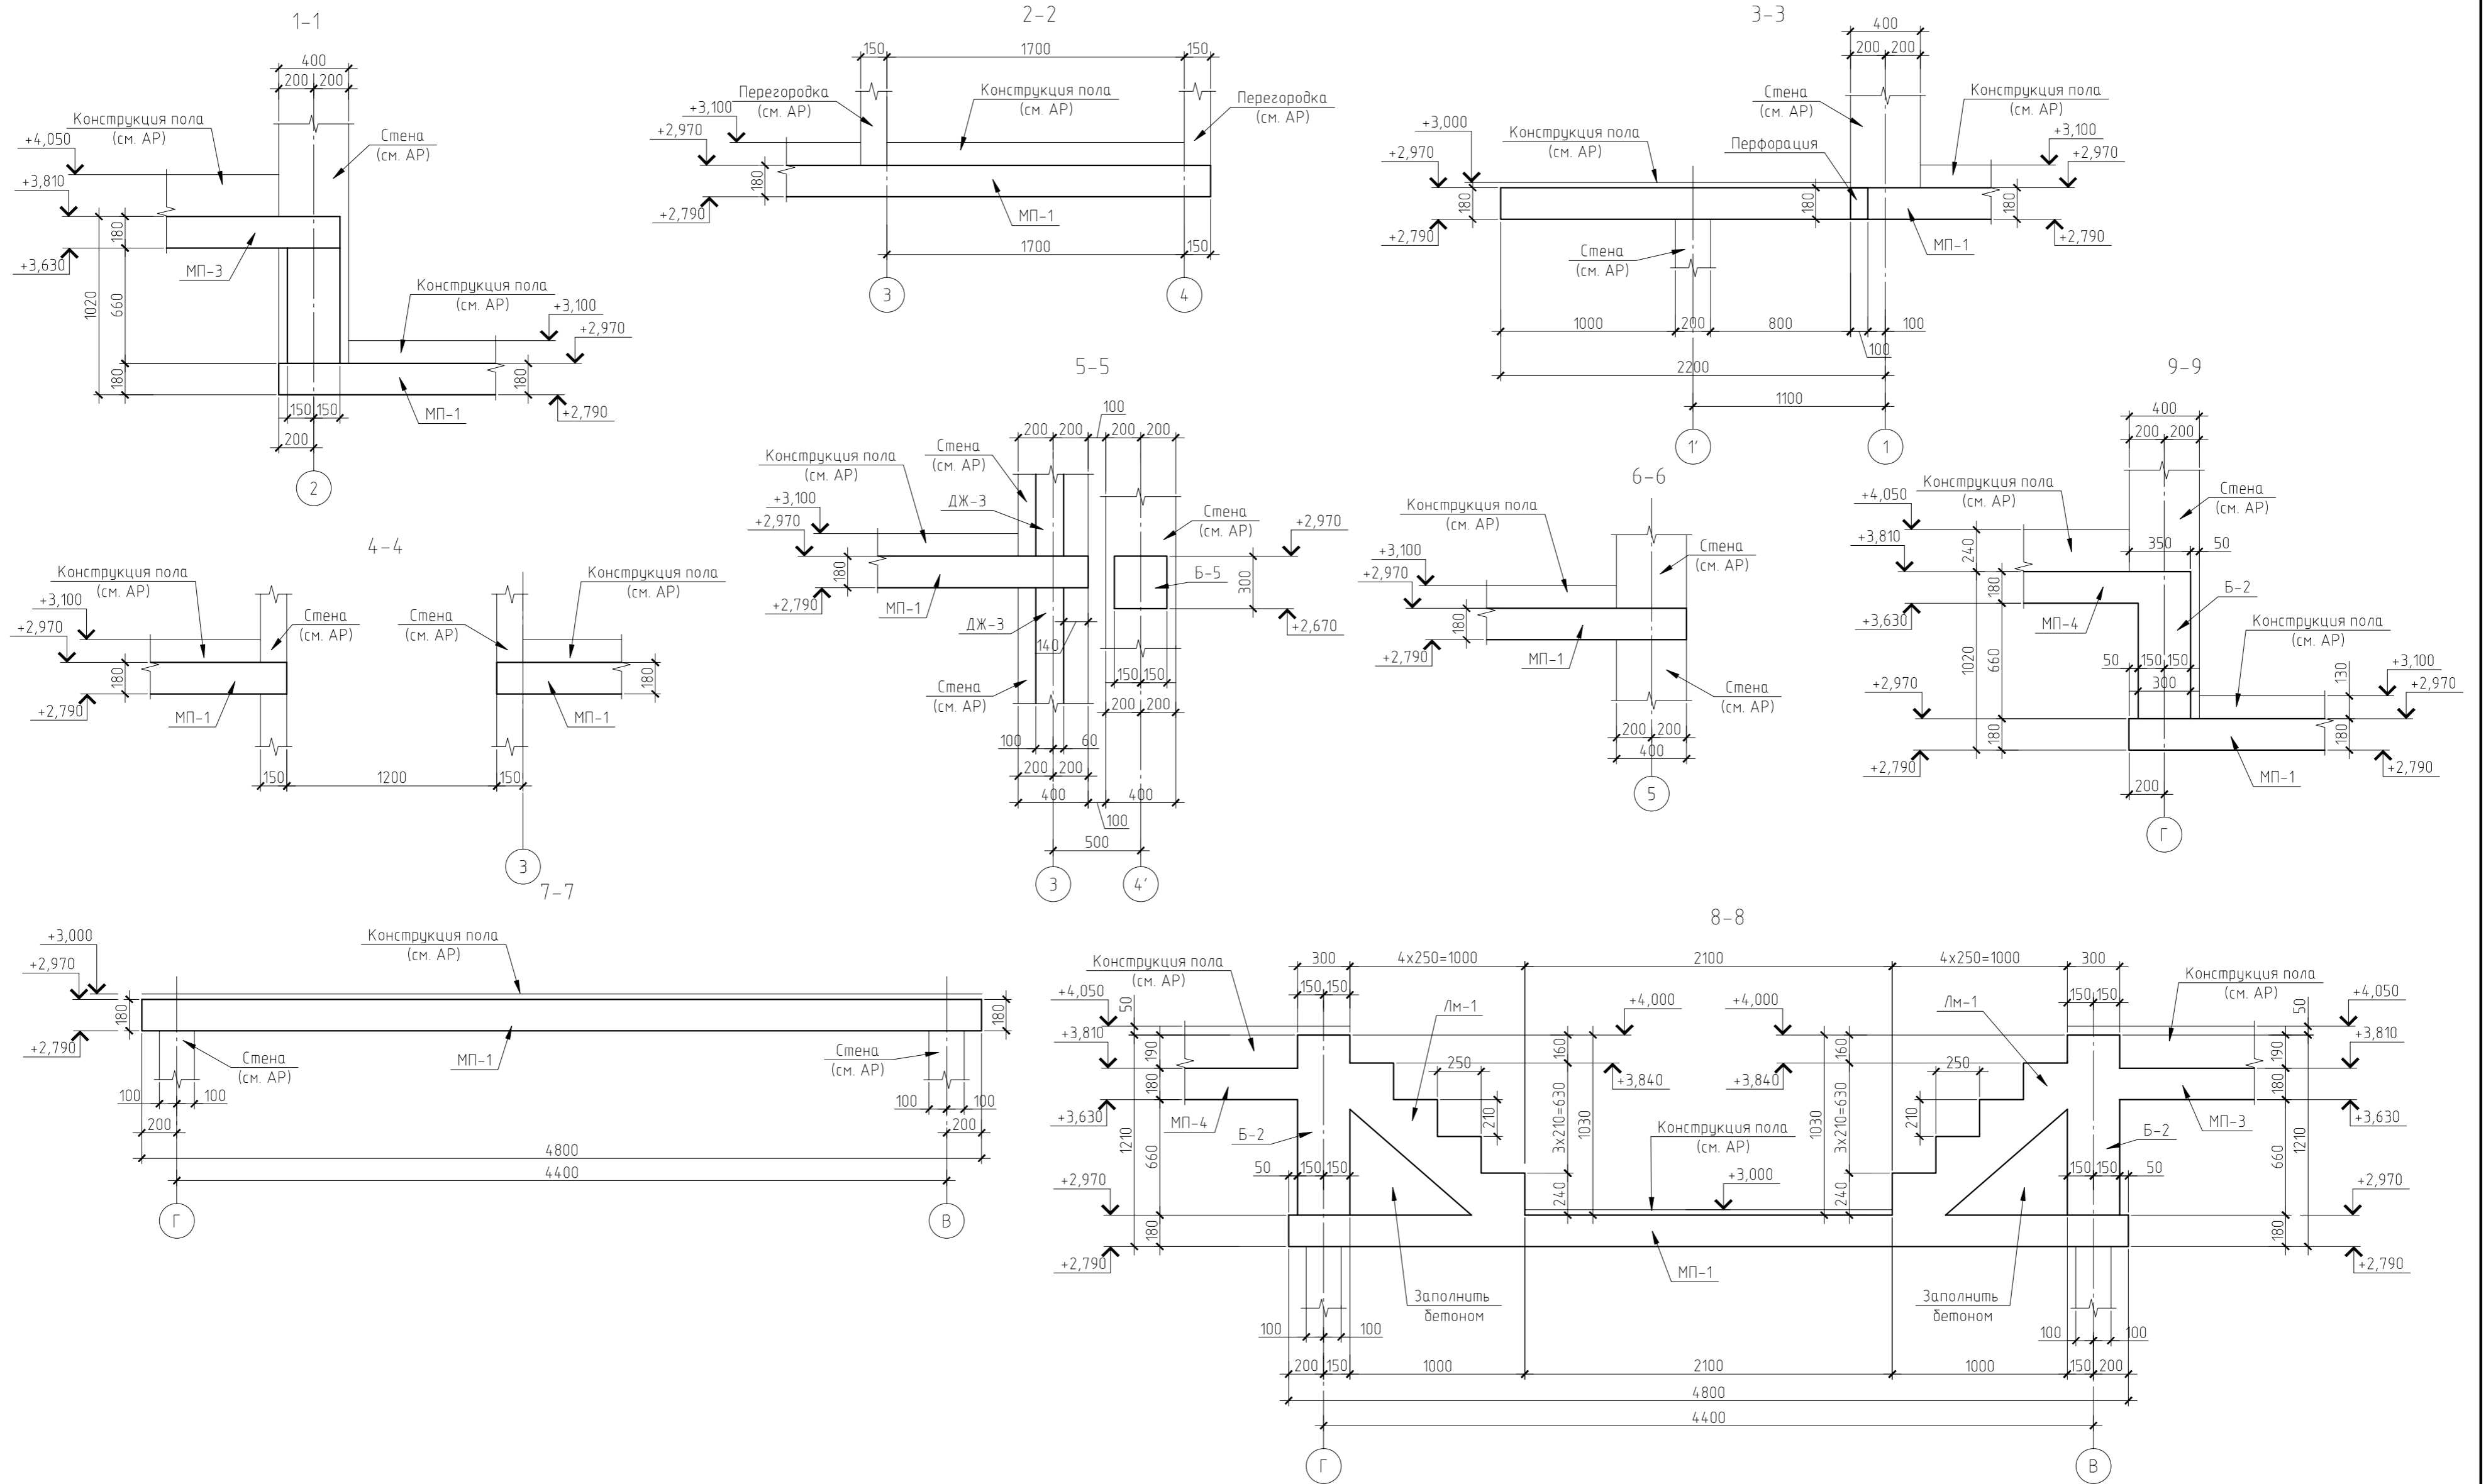 1-1
400
200 200
Конструкция пола
(см. АР)
Стена
(см. АР)
+4,050
+3,810
+3,630
180
660
180
1020
МП-3
Конструкция пола
(см. АР)
+3,100
+2,970
180
+2,790
150 150
200
МП-1
2
2-2
150 1700 150
Перегородка
(см. АР)
Конструкция пола
(см. АР)
Перегородка
(см. АР)
+3,100
+2,970
180
+2,790
МП-1
1700 150
3 4
3-3
400
200 200
Стена
(см. АР)
Конструкция пола
(см. АР)
Перфорация
Конструкция пола
(см. АР)
+3,000
+2,970
180
+2,790
180
+3,100
+2,970
180
+2,790
МП-1
Стена
(см. АР)
1000 200 800 100
100
2200
1100
1' 1
4-4
Конструкция пола
(см. АР)
+3,100
+2,970
180
+2,790
МП-1
Стена
(см. АР)
Стена
(см. АР)
Конструкция пола
(см. АР)
180
МП-1
150 1200 150
3
5-5
100
200 200 200 200
Стена
(см. АР)
Конструкция пола
(см. АР)
ДЖ-3
+3,100
+2,970
180
+2,790
МП-1
ДЖ-3
140
Стена
(см. АР)
Стена
(см. АР)
+2,970
Б-5
300
+2,670
150 150
200 200
100 60
200 200
400 400
100
500
3 4'
6-6
Конструкция пола
(см. АР)
+3,100
+2,970
180
+2,790
МП-1
Стена
(см. АР)
Стена
(см. АР)
200 200
400
5
9-9
400
200 200
Конструкция пола
(см. АР)
Стена
(см. АР)
+4,050
+3,810
+3,630
240
180
660
1020
180
350 50
Б-2
МП-4
50 150 150
300
Конструкция пола
(см. АР)
+3,100
+2,970
130
180
+2,970
+2,790
+2,790
МП-1
200
Г
7-7
+3,000
+2,970
180
+2,790
Конструкция пола
(см. АР)
180
Стена
(см. АР)
МП-1
Стена
(см. АР)
100 100
100 100
200 200
4800
4400
Г В
8-8
300 4х250=1000 2100 4х250=1000 300
150 150 150 150
Конструкция пола
(см. АР)
Конструкция пола
(см. АР)
+4,050
+3,810
+3,630
+2,970
+2,790
50
190
180
660
180
1210
МП-4
Б-2
50 150 150
Лм-1
250
210
160
3х210=630
240
1030
+4,000
+3,840
+4,000
+3,840
Конструкция пола
(см. АР)
+3,000
1030
160
3х210=630
240
250
210
Лм-1
Б-2
МП-3
150 150 50
50
190
180
660
180
1210
+4,050
+3,810
+3,630
+2,970
+2,790
МП-1
Заполнить
бетоном
Заполнить
бетоном
100 100
100 100
200 150 1000 2100 1000 150 200
4800
4400
Г В